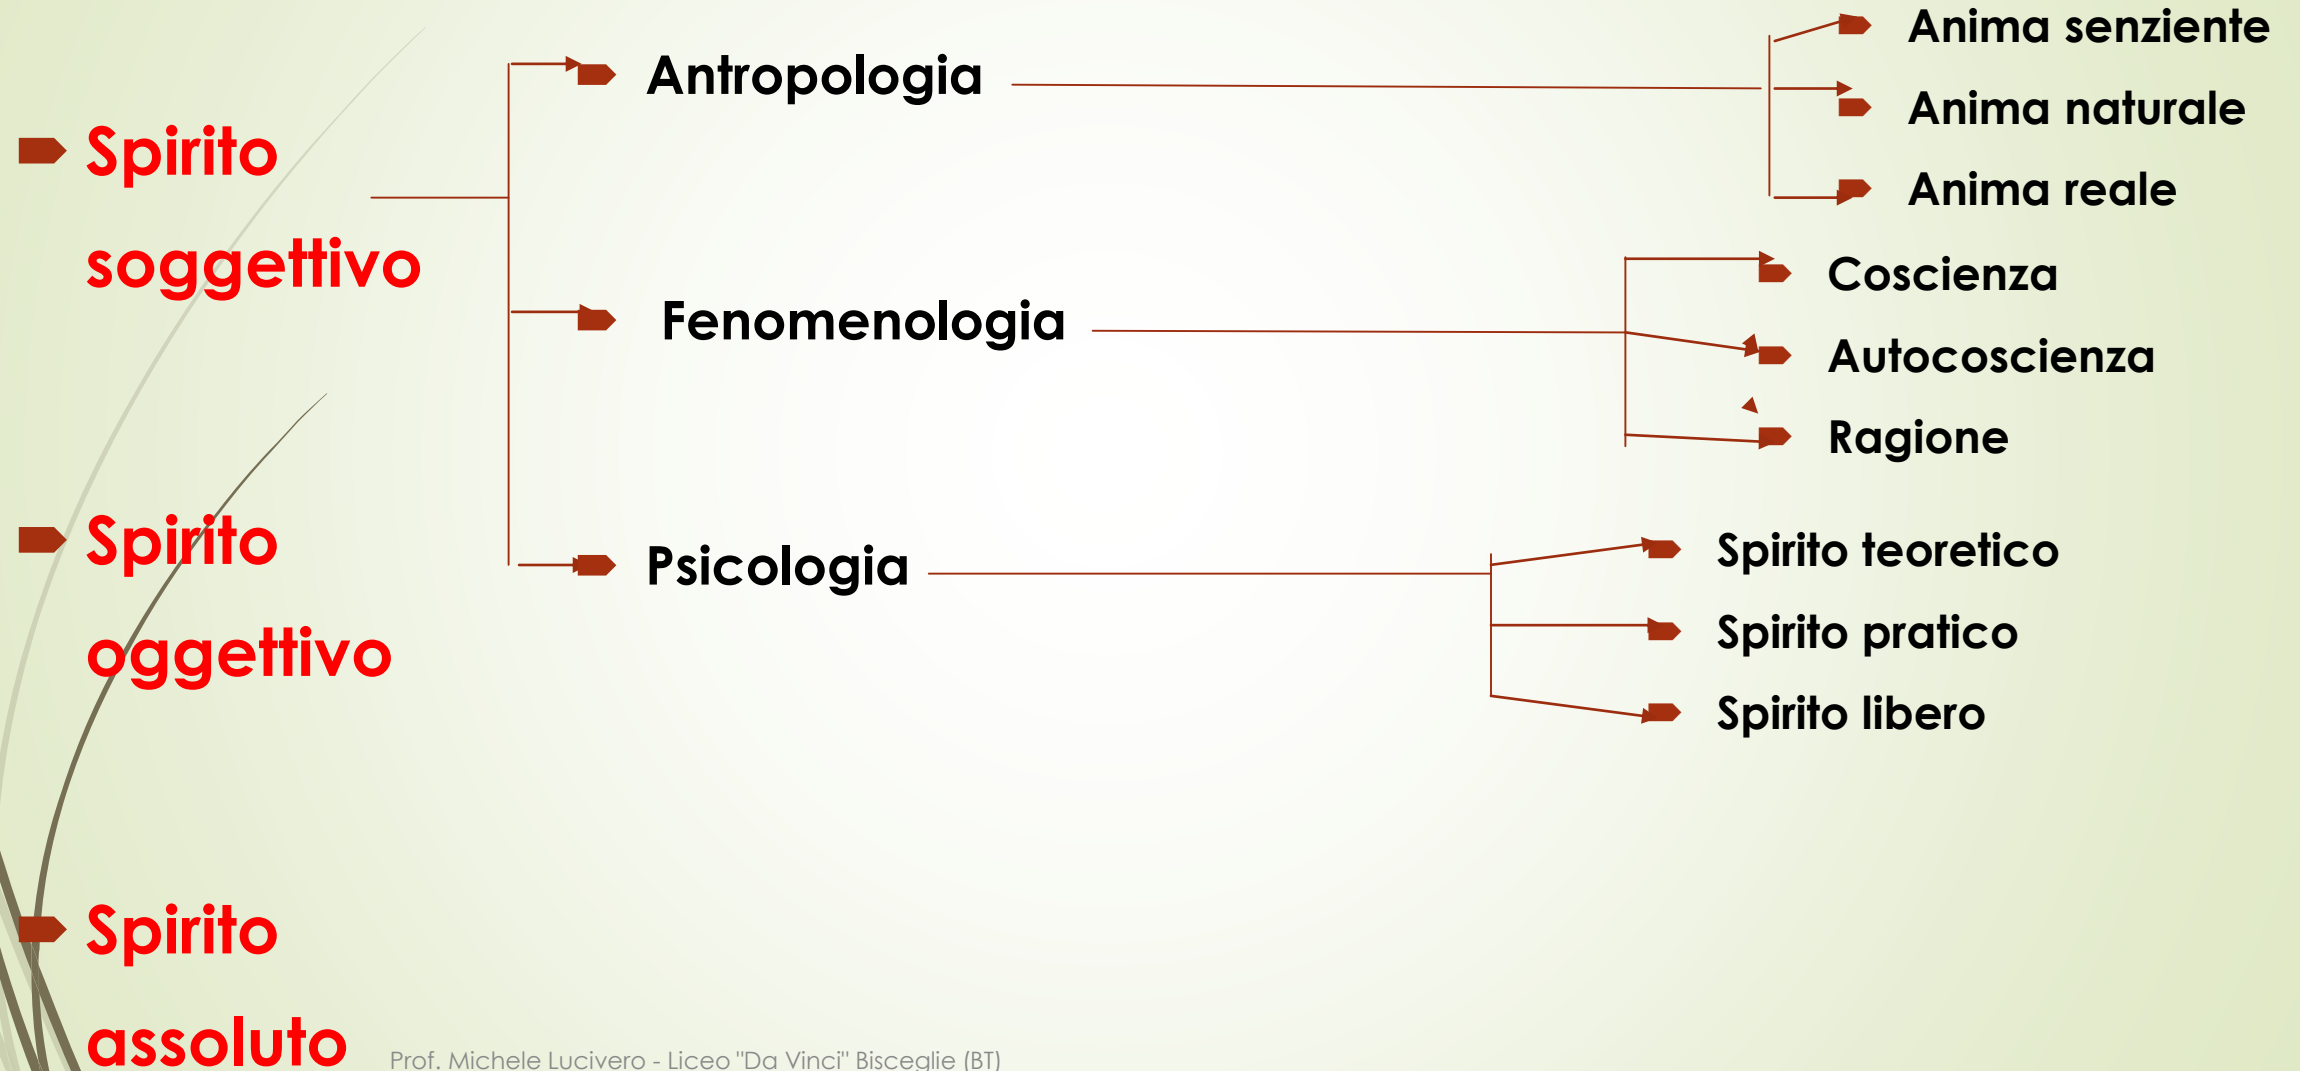 Spirito
soggettivo
Spirito
oggettivo
Spirito
assoluto
Antropologia
Fenomenologia
Psicologia
Anima senziente
Anima naturale
Anima reale
Coscienza
Autocoscienza
Ragione
Spirito teoretico
Spirito pratico
Spirito libero
Prof. Michele Lucivero - Liceo "Da Vinci" Bisceglie (BT)